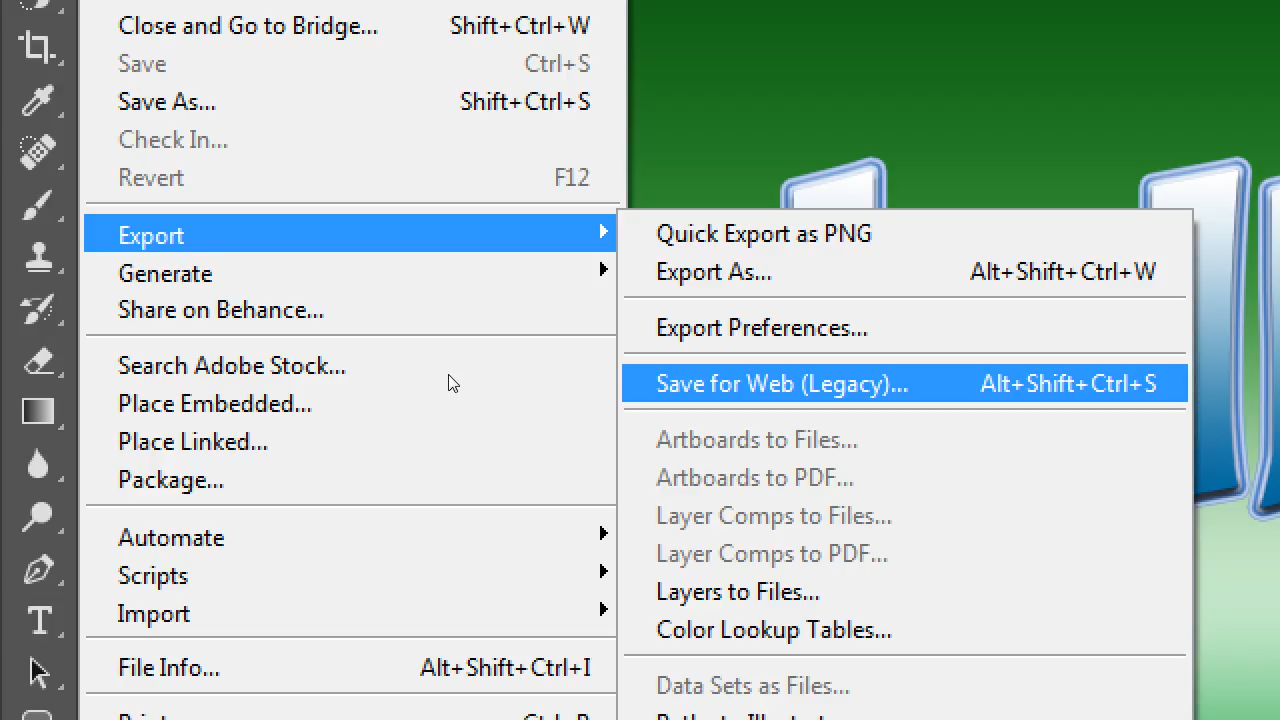 Close and Go to Bridge... Shift+Ctrl+W
Save Ctrl+S
Save As... Shift+Ctrl+S
Check In...
Revert F12
Export
Generate
Share on Behance...
Search Adobe Stock...
Place Embedded...
Place Linked...
Package...
Automate
Scripts
Import
File Info... Alt+Shift+Ctrl+I
Quick Export as PNG
Export As... Alt+Shift+Ctrl+W
Export Preferences...
Save for Web (Legacy)... Alt+Shift+Ctrl+S
Artboards to Files...
Artboards to PDF...
Layer Comps to Files...
Layer Comps to PDF...
Layers to Files...
Color Lookup Tables...
Data Sets as Files...